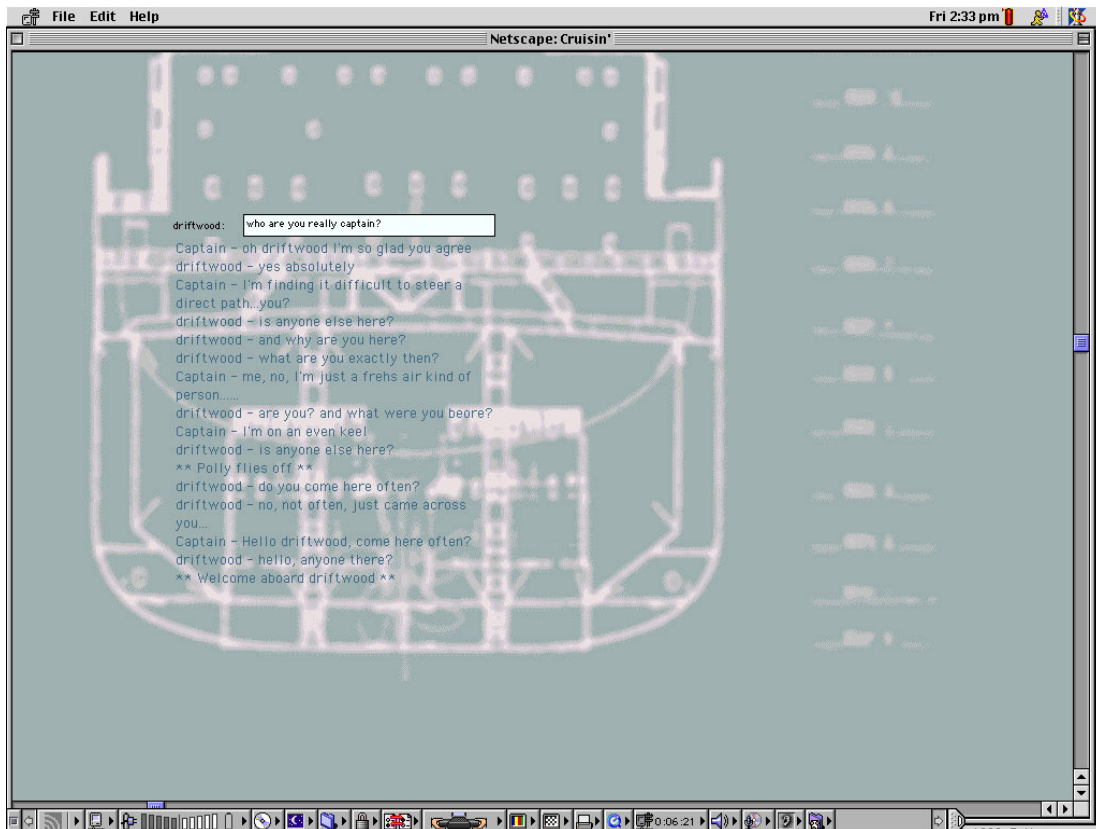 File Edit Help
Fri 2:33 pm
Netscape: Cruisin'
driftwood: who are you really captain?
Captain - oh driftwood I'm so glad you agree
driftwood - yes absolutely
Captain - I'm finding it difficult to steer a
direct path...you?
driftwood - is anyone else here?
driftwood - and why are you here?
driftwood - what are you exactly then?
Captain - me, no, I'm just a frehs air kind of
person......
driftwood - are you? and what were you beore?
Captain - I'm on an even keel
driftwood - is anyone else here?
** Polly flies off **
driftwood - do you come here often?
driftwood - no, not often, just came across
you...
Captain - Hello driftwood, come here often?
driftwood - hello, anyone there?
** Welcome aboard driftwood **
0:06:21